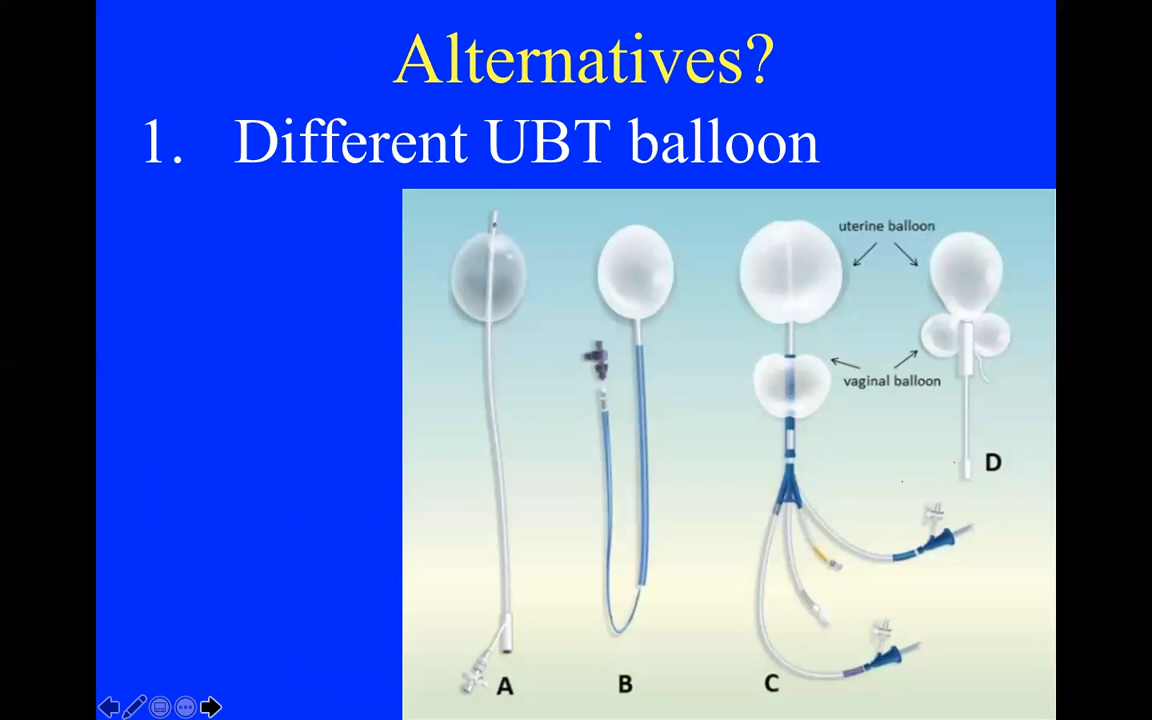 Alternatives?
1. Different UBT balloon
uterine balloon
vaginal balloon
D
A
B
C